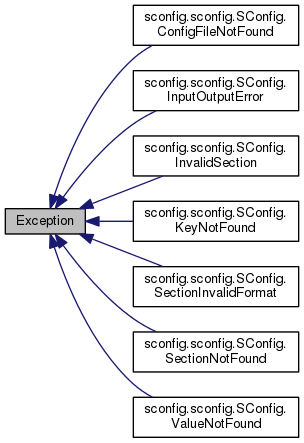 sconfig.sconfig.SConfig.
ConfigFileNotFound
sconfig.sconfig.SConfig.
InputOutputError
sconfig.sconfig.SConfig.
InvalidSection
Exception
sconfig.sconfig.SConfig.
KeyNotFound
sconfig.sconfig.SConfig.
SectionInvalidFormat
sconfig.sconfig.SConfig.
SectionNotFound
sconfig.sconfig.SConfig.
ValueNotFound